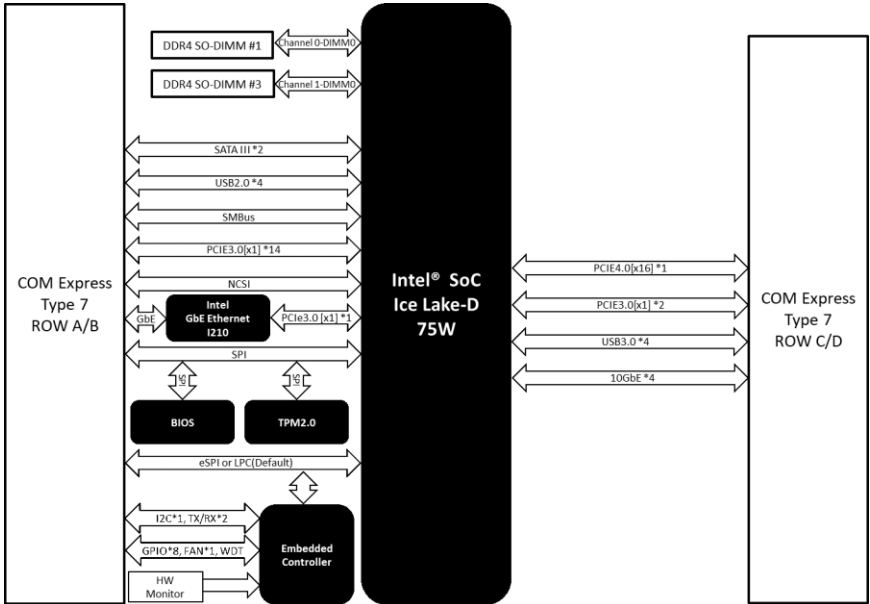 DDR4 SO-DIMM #1
Channel 0-DIMM0
DDR4 SO-DIMM #3
Channel 1-DIMM0
SATA III *2
USB2.0 *4
SMBus
PCIE3.0[x1] *14
NCSI
COM Express
Type 7
ROW A/B
GbE
Intel
GbE Ethernet
I210
PCIe3.0 [x1] *1
SPI
SPI
SPI
BIOS
TPM2.0
eSPI or LPC(Default)
I2C*1, TX/RX*2
GPIO*8, FAN*1, WDT
HW
Monitor
Embedded
Controller
Intel® SoC
Ice Lake-D
75W
PCIE4.0[x16] *1
PCIE3.0[x1] *2
USB3.0 *4
10GbE *4
COM Express
Type 7
ROW C/D